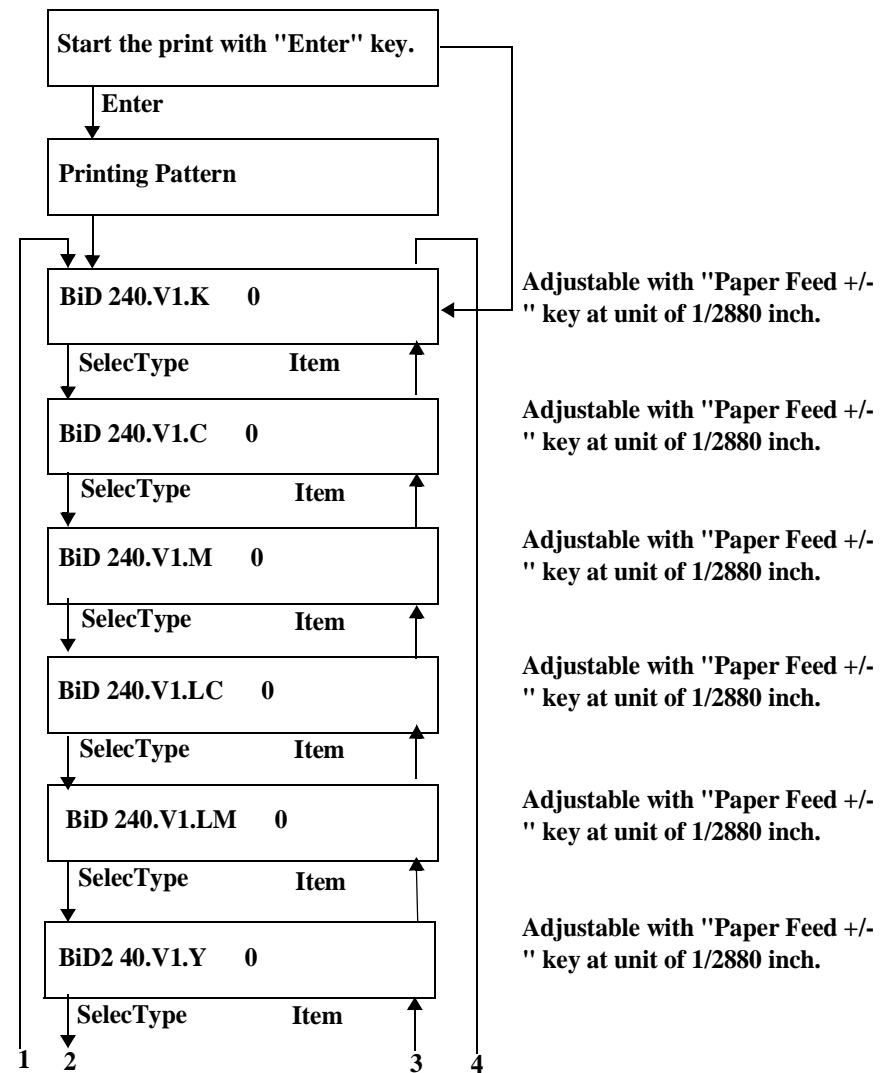 Start the print with "Enter" key.
Enter
Printing Pattern
BiD 240.V1.K 0
Adjustable with "Paper Feed +/-
" key at unit of 1/2880 inch.
SelecType Item
BiD 240.V1.C 0
Adjustable with "Paper Feed +/-
" key at unit of 1/2880 inch.
SelecType Item
BiD 240.V1.M 0
Adjustable with "Paper Feed +/-
" key at unit of 1/2880 inch.
SelecType Item
BiD 240.V1.LC 0
Adjustable with "Paper Feed +/-
" key at unit of 1/2880 inch.
SelecType Item
BiD 240.V1.LM 0
Adjustable with "Paper Feed +/-
" key at unit of 1/2880 inch.
SelecType Item
BiD2 40.V1.Y 0
Adjustable with "Paper Feed +/-
" key at unit of 1/2880 inch.
SelecType Item
1 2 3 4